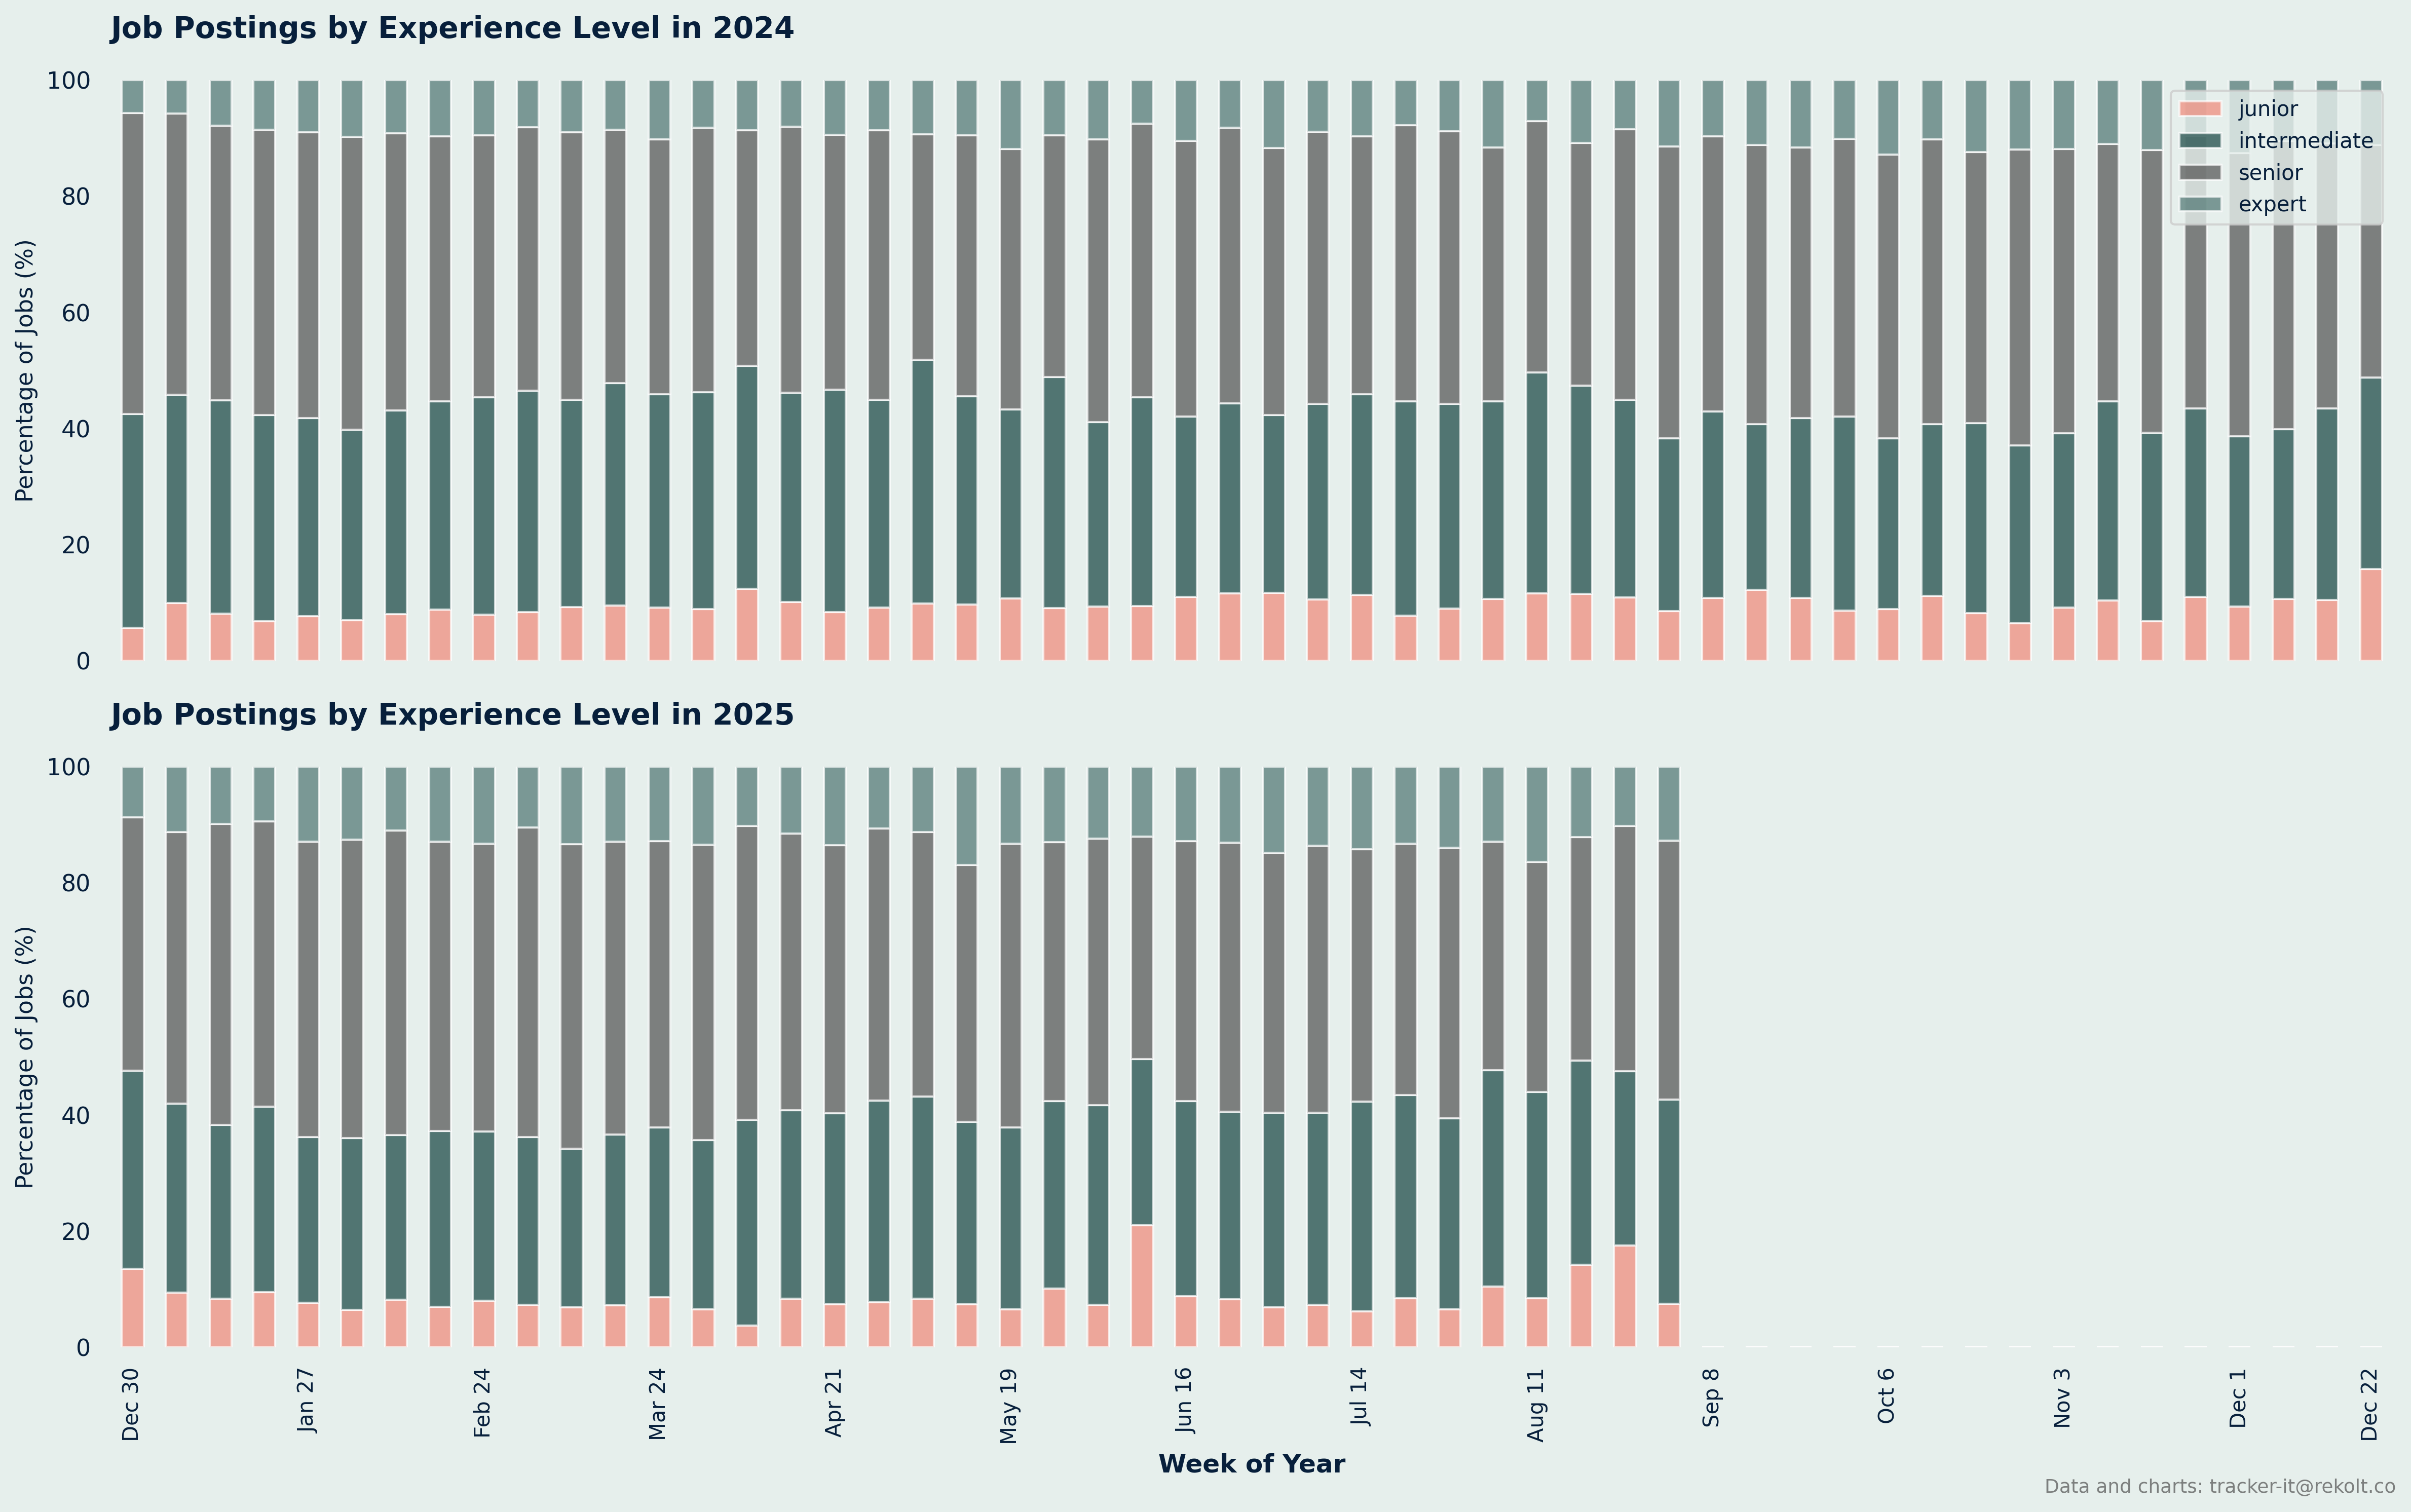 Job Postings by Experience Level in 2024
Percentage of Jobs (%)
100
80
60
40
20
0
junior
intermediate
senior
expert
Job Postings by Experience Level in 2025
Percentage of Jobs (%)
100
80
60
40
20
0
Dec 30
Jan 27
Feb 24
Mar 24
Apr 21
May 19
Jun 16
Jul 14
Aug 11
Sep 8
Oct 6
Nov 3
Dec 1
Dec 22
Week of Year
Data and charts: tracker-it@rekolt.co